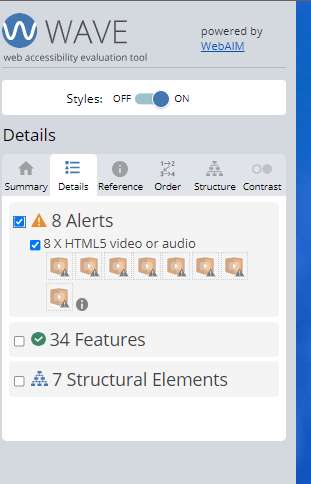 WAVE
powered by
WebAIM
web accessibility evaluation tool
Styles: OFF ON
Details
Summary Details Reference Order Structure Contrast
8 Alerts
8 X HTML5 video or audio
34 Features
7 Structural Elements